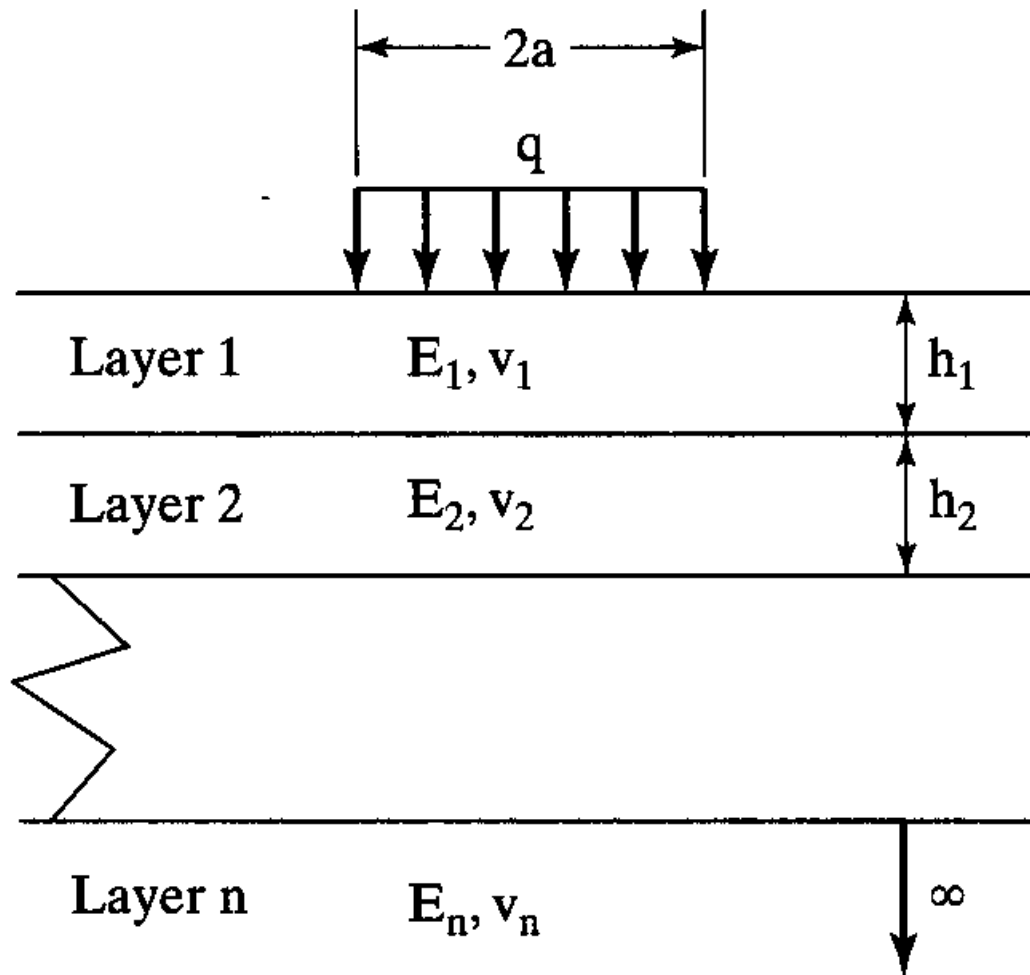 2a
q
Layer 1 E₁, v₁ h₁
Layer 2 E₂, v₂ h₂
Layer n Eₙ, vₙ ∞